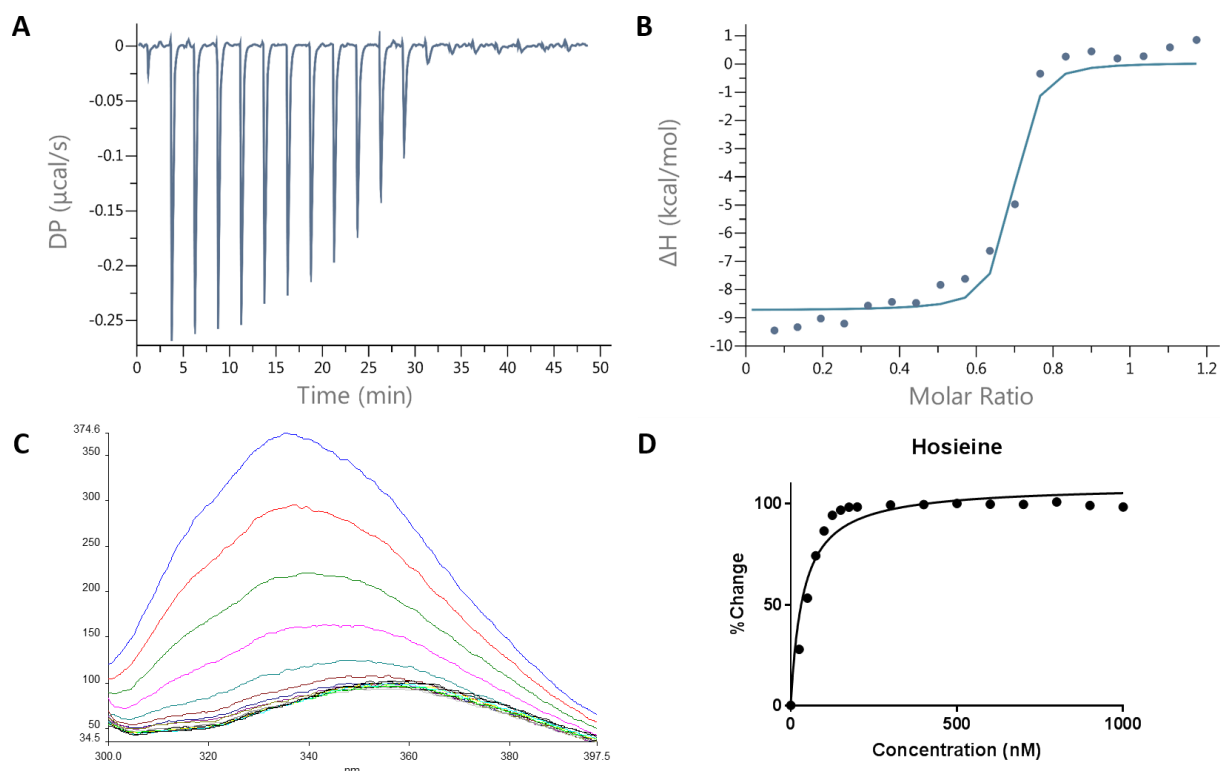 A
0
-0.05
-0.1
-0.15
-0.2
-0.25
DP (µcal/s)
0 5 10 15 20 25 30 35 40 45 50
Time (min)
B
1
0
-1
-2
-3
-4
-5
-6
-7
-8
-9
-10
ΔH (kcal/mol)
0 0.2 0.4 0.6 0.8 1 1.2
Molar Ratio
C
374.6
350
300
250
200
150
100
50
34.5
300.0 320 340 360 380 397.5
nm
D
Hosieine
100
50
0
% Change
0 500 1000
Concentration (nM)